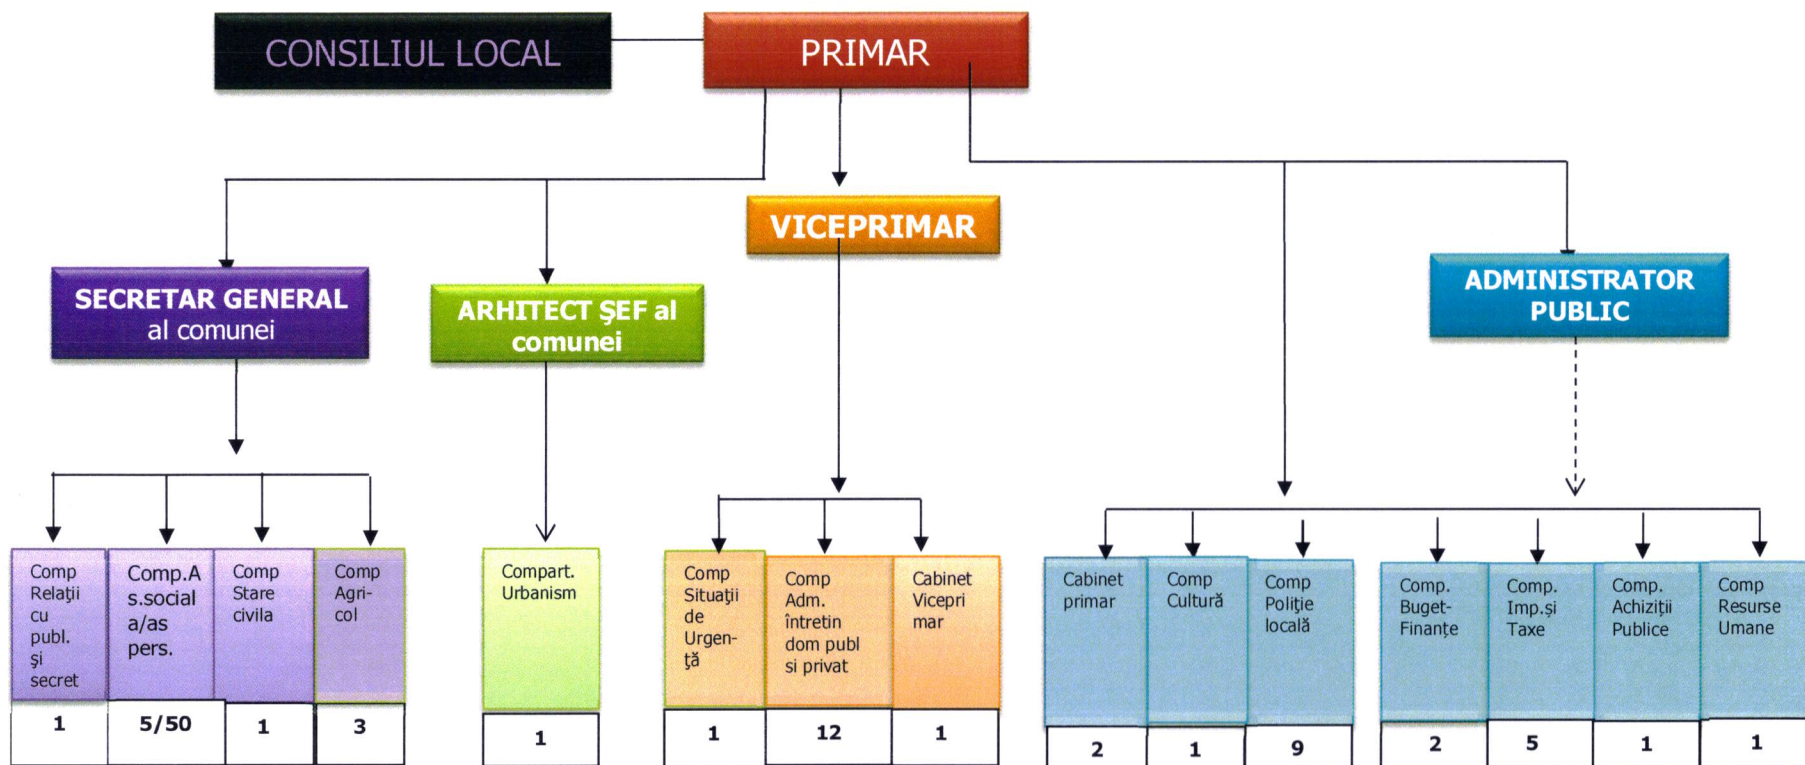 CONSILIUL LOCAL
PRIMAR
VICEPRIMAR
SECRETAR GENERAL
al comunei
ARHITECT ŞEF al
comunei
ADMINISTRATOR
PUBLIC
Comp
Relaţii
cu
publ.
şi
secret
1
Comp.A
s.social
a/as
pers.
5/50
Comp
Stare
civila
1
Comp
Agri-
col
3
Compart.
Urbanism
1
Comp
Situaţii
de
Urgen-
ţă
1
Comp
Adm.
întretin
dom publ
si privat
12
Cabinet
Vicepri
mar
1
Cabinet
primar
2
Comp
Cultură
1
Comp
Poliţie
locală
9
Comp.
Buget-
Finanțe
2
Comp.
Imp.și
Taxe
5
Comp.
Achiziții
Publice
1
Comp
Resurse
Umane
1